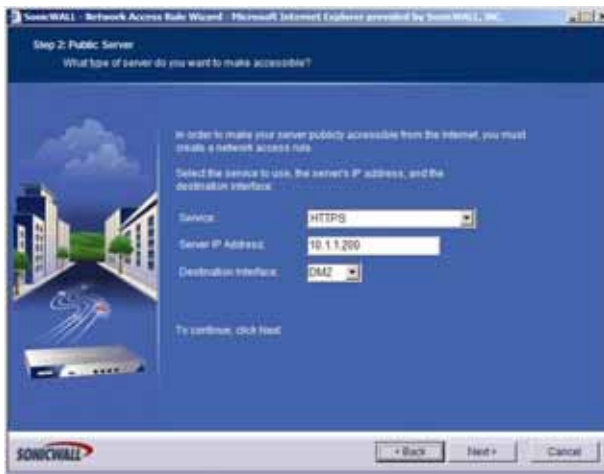 SonicWALL - Network Access Rule Wizard - Microsoft Internet Explorer provided by SonicWALL, INC.
Step 2: Public Server
What type of server do you want to make accessible?
In order to make your server publicly accessible from the Internet, you must
create a network access rule.
Select the service to use, the server's IP address, and the
destination interface.
Service: HTTPS
Server IP Address: 10.1.1.200
Destination Interface: DMZ
To continue, click Next
SONICWALL
< Back
Next >
Cancel